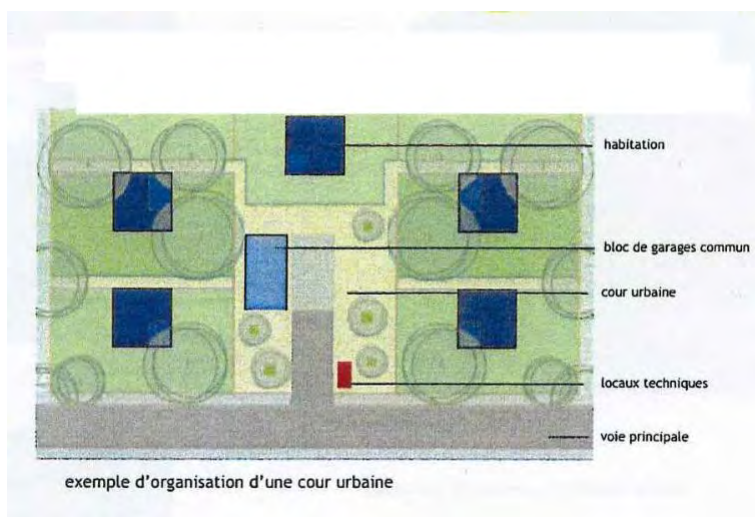 habitation
bloc de garages commun
cour urbaine
locaux techniques
voie principale
exemple d'organisation d'une cour urbaine